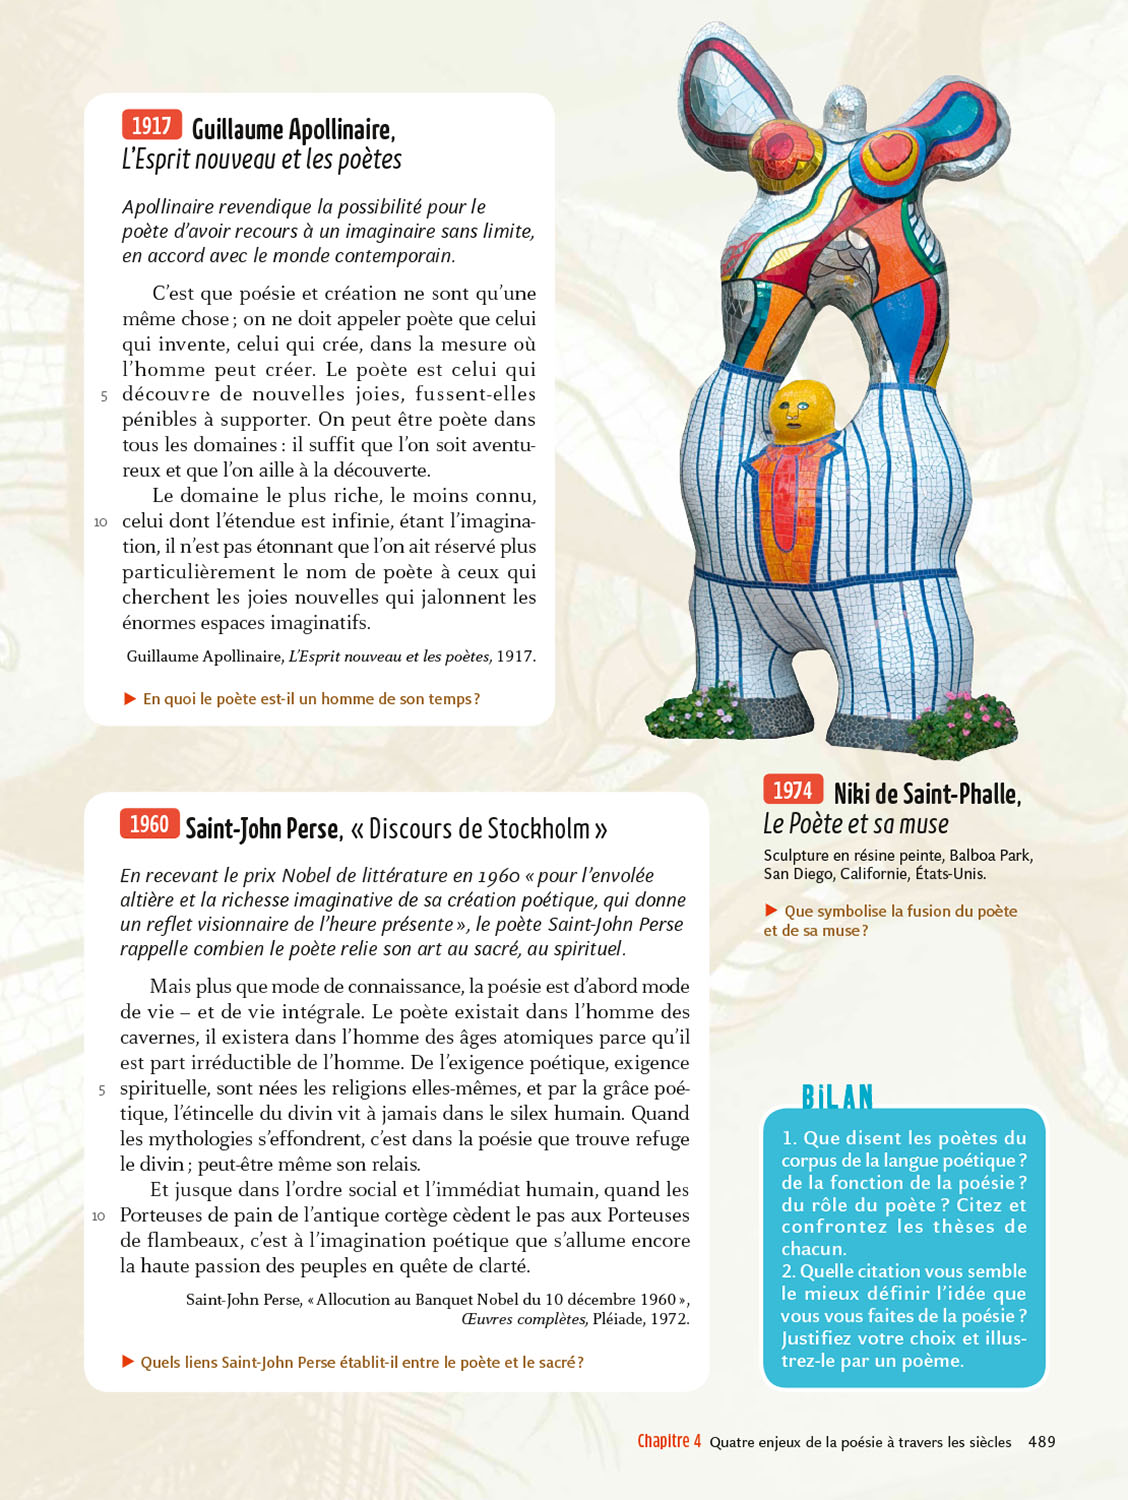 1917 Guillaume Apollinaire,
L’Esprit nouveau et les poètes
Apollinaire revendique la possibilité pour le
poète d’avoir recours à un imaginaire sans limite,
en accord avec le monde contemporain.
C’est que poésie et création ne sont qu’une
même chose ; on ne doit appeler poète que celui
qui invente, celui qui crée, dans la mesure où
l’homme peut créer. Le poète est celui qui
5 découvre de nouvelles joies, fussent-elles
pénibles à supporter. On peut être poète dans
tous les domaines : il suffit que l’on soit aventu-
reux et que l’on aille à la découverte.
Le domaine le plus riche, le moins connu,
10 celui dont l’étendue est infinie, étant l’imagina-
tion, il n’est pas étonnant que l’on ait réservé plus
particulièrement le nom de poète à ceux qui
cherchent les joies nouvelles qui jalonnent les
énormes espaces imaginatifs.
Guillaume Apollinaire, L’Esprit nouveau et les poètes, 1917.
▶ En quoi le poète est-il un homme de son temps ?
1974 Niki de Saint-Phalle,
Le Poète et sa muse
Sculpture en résine peinte, Balboa Park,
San Diego, Californie, États-Unis.
▶ Que symbolise la fusion du poète
et de sa muse ?
1960 Saint-John Perse, « Discours de Stockholm »
En recevant le prix Nobel de littérature en 1960 « pour l’envolée
altière et la richesse imaginative de sa création poétique, qui donne
un reflet visionnaire de l’heure présente », le poète Saint-John Perse
rappelle combien le poète relie son art au sacré, au spirituel.
Mais plus que mode de connaissance, la poésie est d’abord mode
de vie – et de vie intégrale. Le poète existait dans l’homme des
cavernes, il existera dans l’homme des âges atomiques parce qu’il
est part irréductible de l’homme. De l’exigence poétique, exigence
5 spirituelle, sont nées les religions elles-mêmes, et par la grâce poé-
tique, l’étincelle du divin vit à jamais dans le silex humain. Quand
les mythologies s’effondrent, c’est dans la poésie que trouve refuge
le divin ; peut-être même son relais.
Et jusque dans l’ordre social et l’immédiat humain, quand les
10 Porteuses de pain de l’antique cortège cèdent le pas aux Porteuses
de flambeaux, c’est à l’imagination poétique que s’allume encore
la haute passion des peuples en quête de clarté.
Saint-John Perse, « Allocution au Banquet Nobel du 10 décembre 1960 »,
Œuvres complètes, Pléiade, 1972.
▶ Quels liens Saint-John Perse établit-il entre le poète et le sacré ?
BiLAN
1. Que disent les poètes du
corpus de la langue poétique ?
de la fonction de la poésie ?
du rôle du poète ? Citez et
confrontez les thèses de
chacun.
2. Quelle citation vous semble
le mieux définir l’idée que
vous vous faites de la poésie ?
Justifiez votre choix et illus-
trez-le par un poème.
Chapitre 4 Quatre enjeux de la poésie à travers les siècles 489